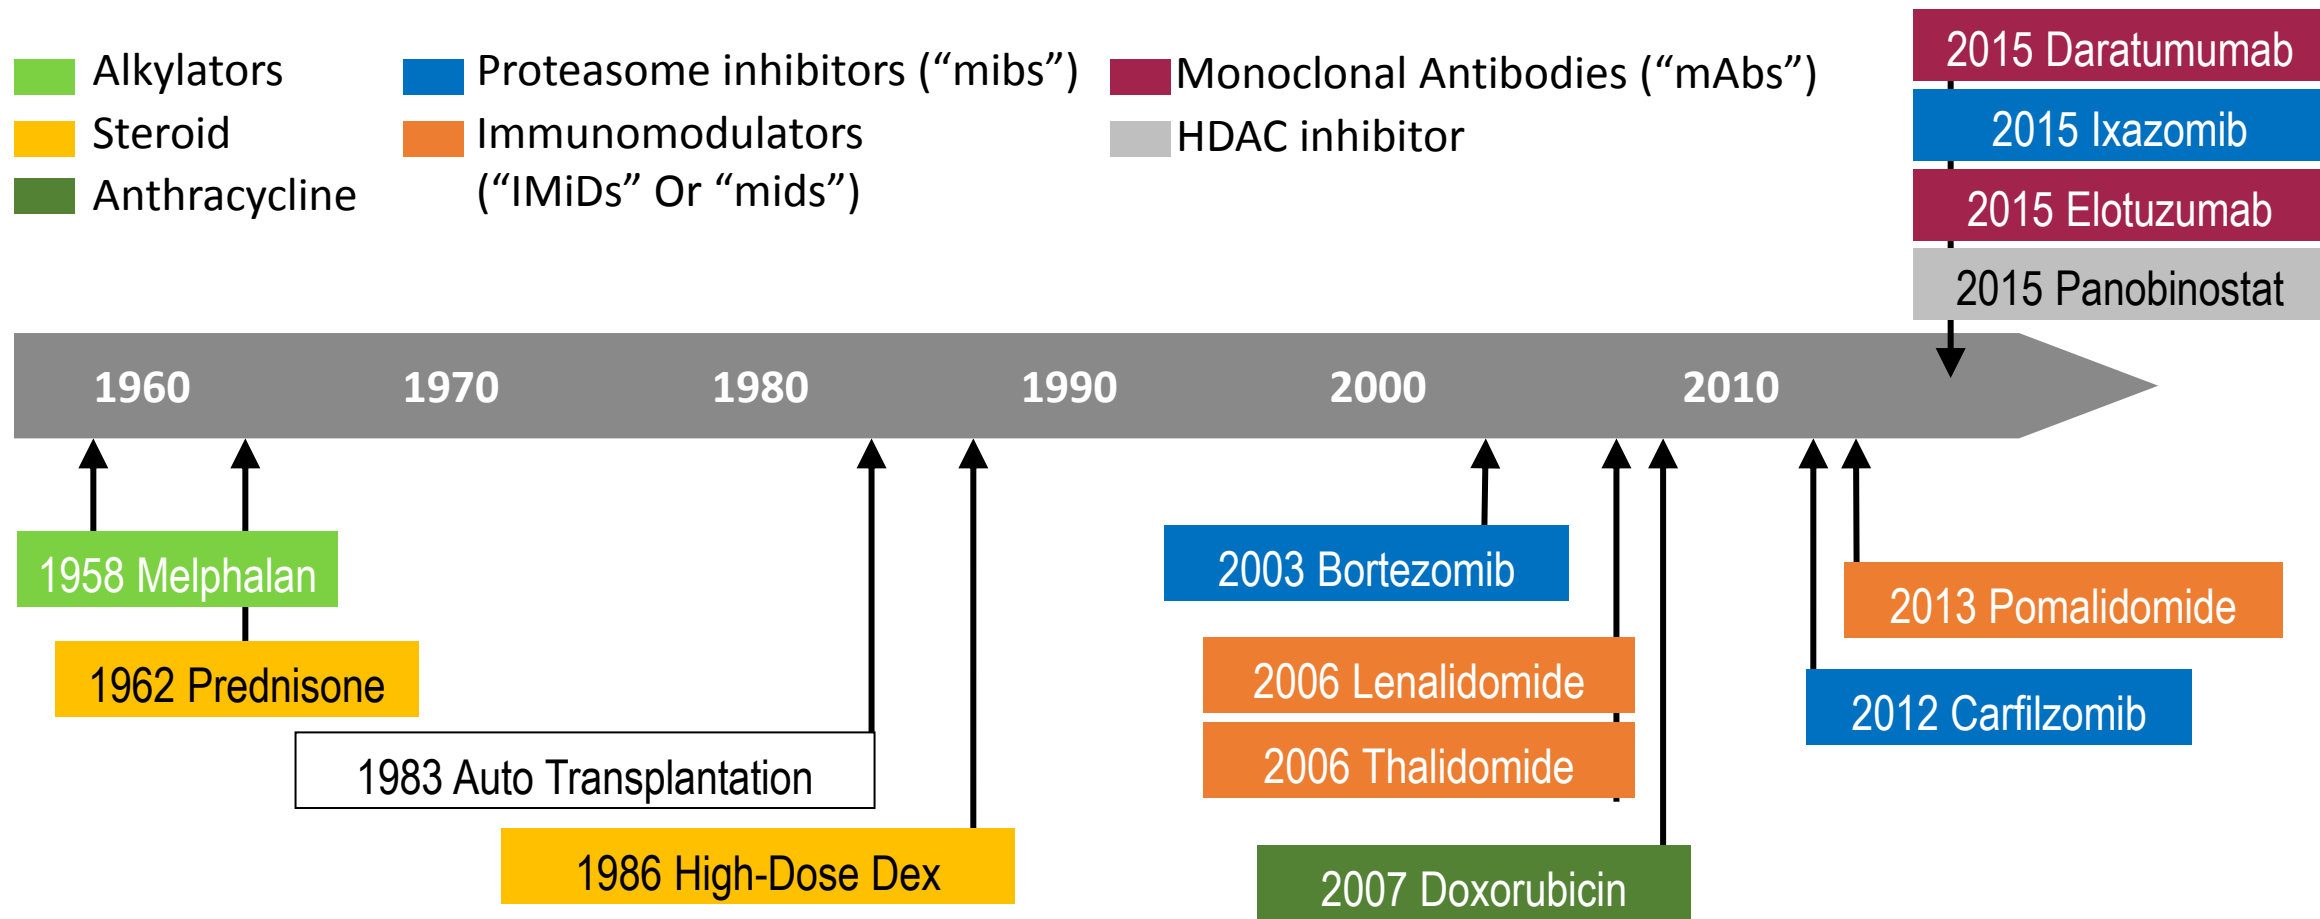 Alkylators
Steroid
Anthracycline
Proteasome inhibitors (“mibs”)
Immunomodulators
(“IMiDs” Or “mids”)
Monoclonal Antibodies (“mAbs”)
HDAC inhibitor
2015 Daratumumab
2015 Ixazomib
2015 Elotuzumab
2015 Panobinostat
1960 1970 1980 1990 2000 2010
1958 Melphalan
1962 Prednisone
1983 Auto Transplantation
1986 High-Dose Dex
2003 Bortezomib
2006 Lenalidomide
2006 Thalidomide
2007 Doxorubicin
2013 Pomalidomide
2012 Carfilzomib